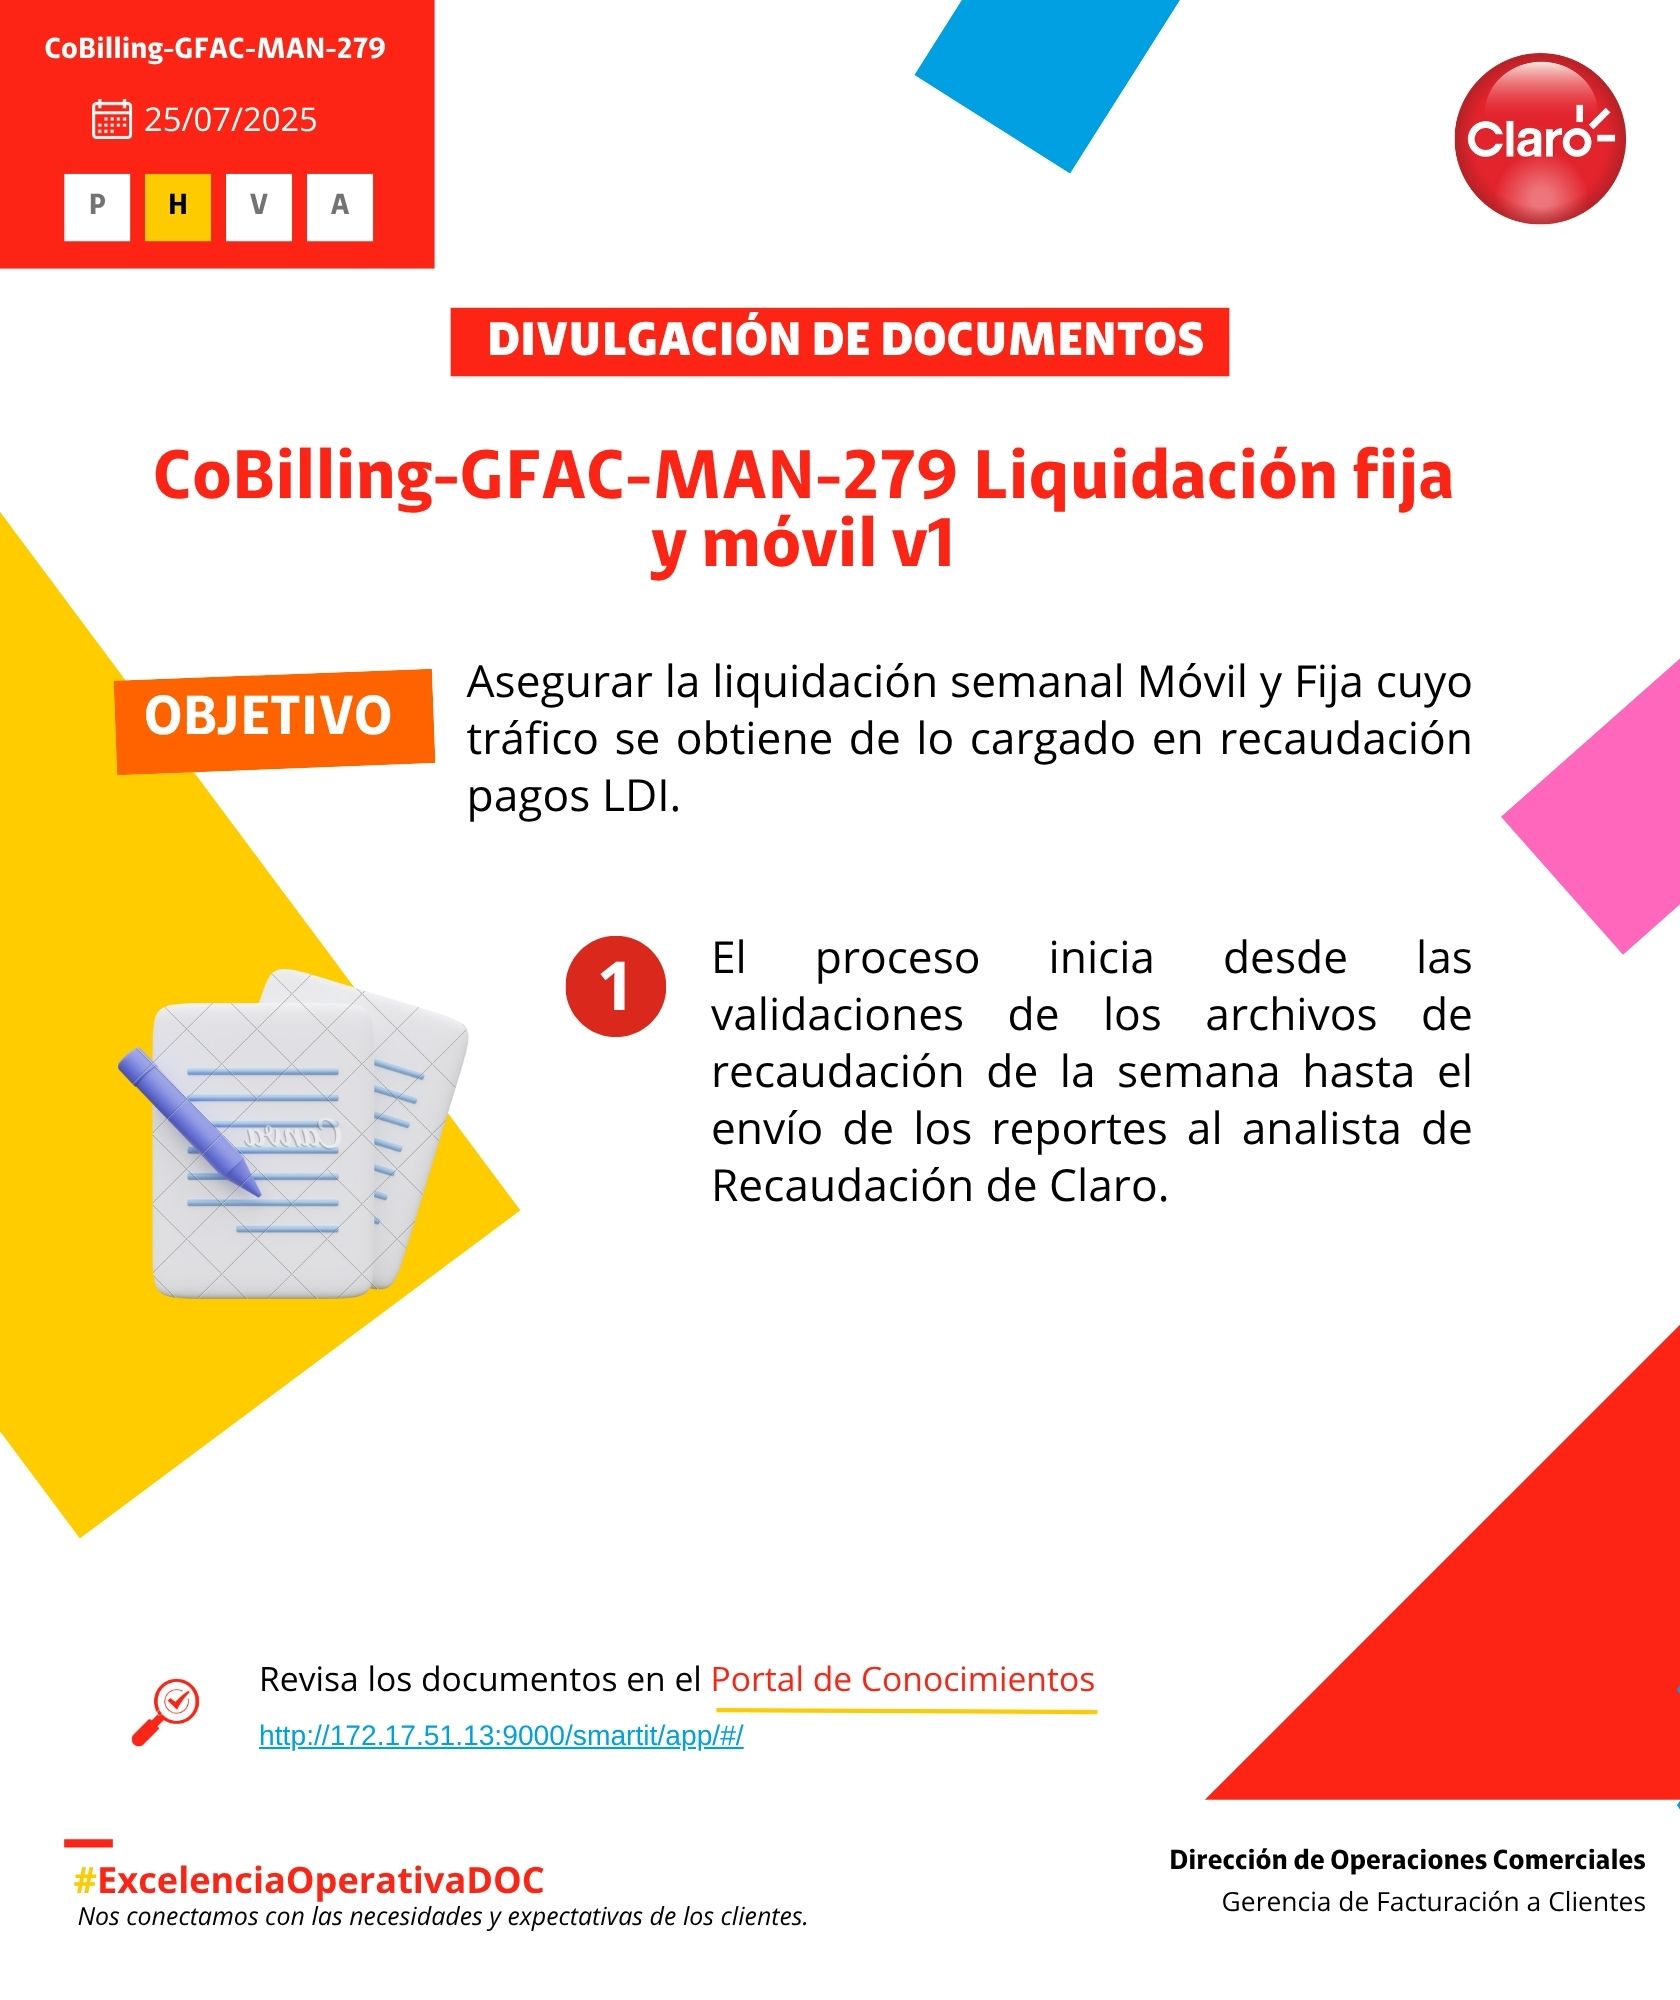 CoBilling-GFAC-MAN-279
25/07/2025
P H V A
Claro
DIVULGACIÓN DE DOCUMENTOS
CoBilling-GFAC-MAN-279 Liquidación fija
y móvil v1
OBJETIVO
Asegurar la liquidación semanal Móvil y Fija cuyo
tráfico se obtiene de lo cargado en recaudación
pagos LDI.
1
El proceso inicia desde las
validaciones de los archivos de
recaudación de la semana hasta el
envío de los reportes al analista de
Recaudación de Claro.
Canva
Revisa los documentos en el Portal de Conocimientos
http://172.17.51.13:9000/smartit/app/#/
#ExcelenciaOperativaDOC
Nos conectamos con las necesidades y expectativas de los clientes.
Dirección de Operaciones Comerciales
Gerencia de Facturación a Clientes